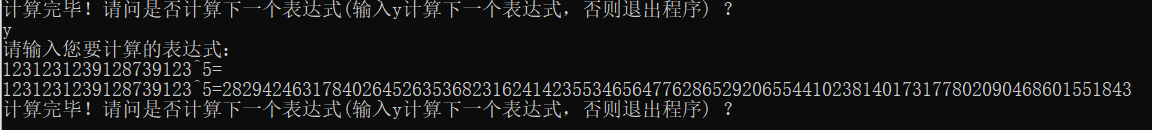 计算完毕！请问是否计算下一个表达式(输入y计算下一个表达式，否则退出程序) ？
y
请输入您要计算的表达式：
1231231239128739123^5=
1231231239128739123^5=2829424631784026452635368231624142355346564776286529206554410238140173177802090468601551843
计算完毕！请问是否计算下一个表达式(输入y计算下一个表达式，否则退出程序) ？